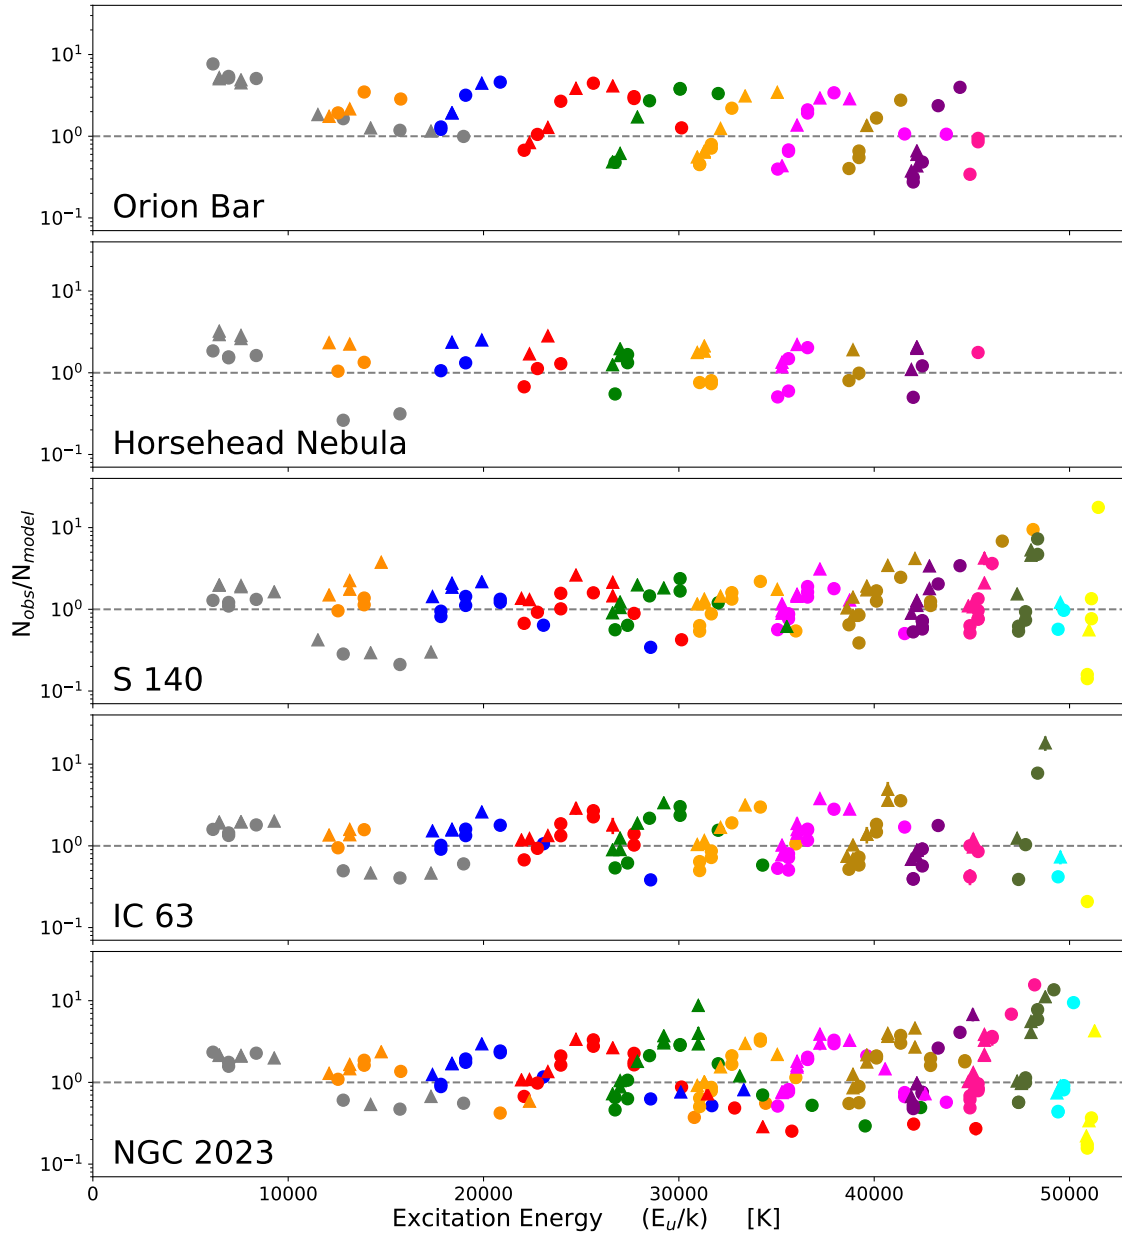 10^1
10^0
10^-1
Orion Bar
10^1
10^0
10^-1
Horsehead Nebula
N_obs/N_model
10^1
10^0
10^-1
S 140
10^1
10^0
10^-1
IC 63
10^1
10^0
10^-1
NGC 2023
0 10000 20000 30000 40000 50000
Excitation Energy (E_u/k) [K]